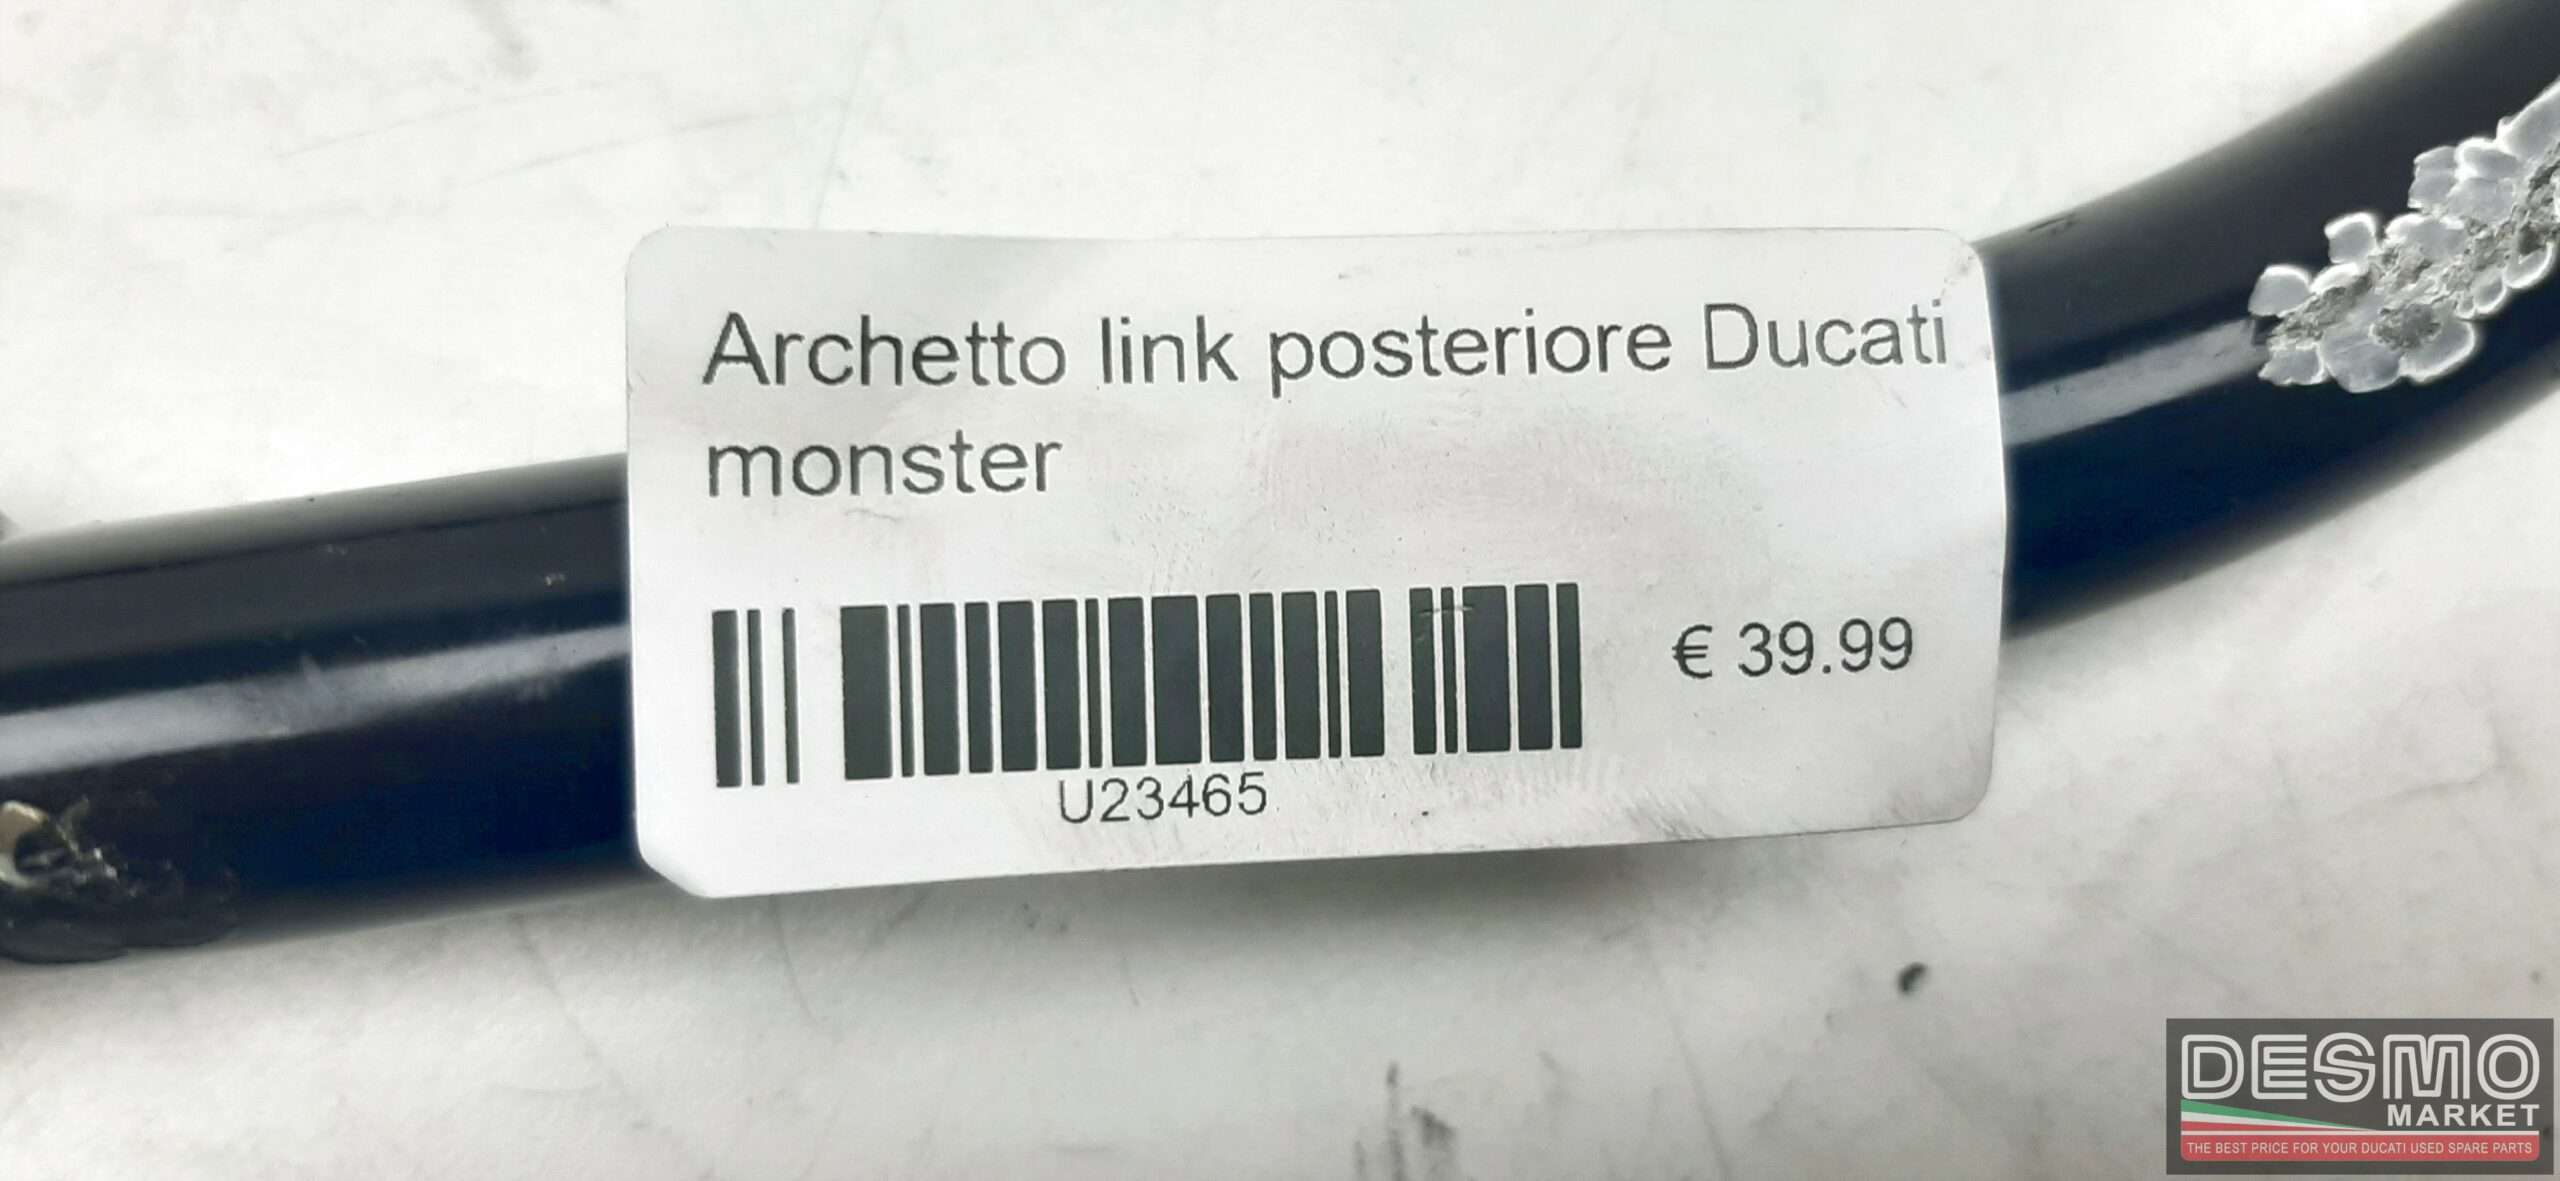 Archetto link posteriore Ducati
monster
€ 39.99
U23465
DESMO
MARKET
THE BEST PRICE FOR YOUR DUCATI USED SPARE PARTS